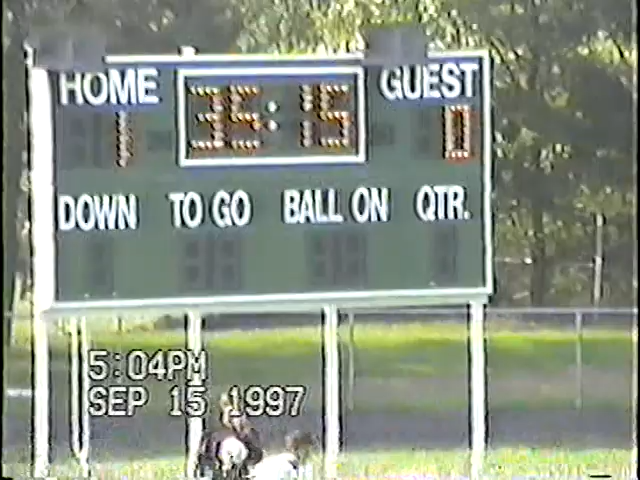 HOME 35:15 GUEST
1 0
DOWN TO GO BALL ON QTR.
5:04PM
SEP 15 1997